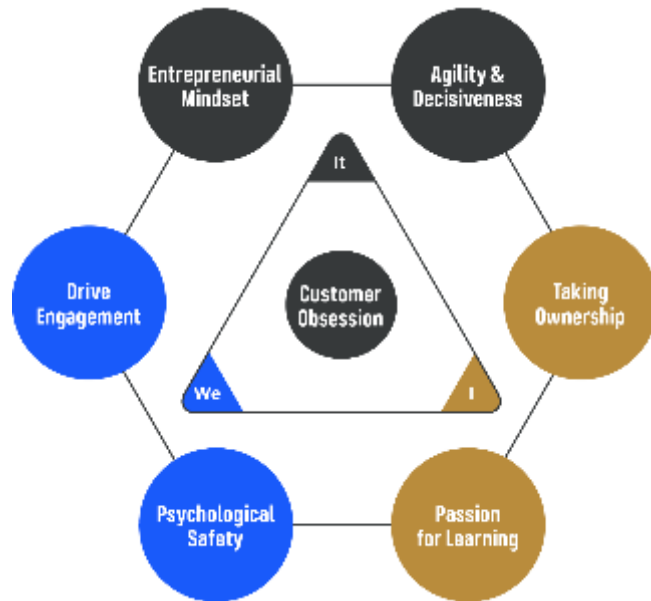 Entrepreneurial
Mindset
Agility &
Decisiveness
It
Drive
Engagement
Customer
Obsession
Taking
Ownership
We
I
Psychological
Safety
Passion
for Learning